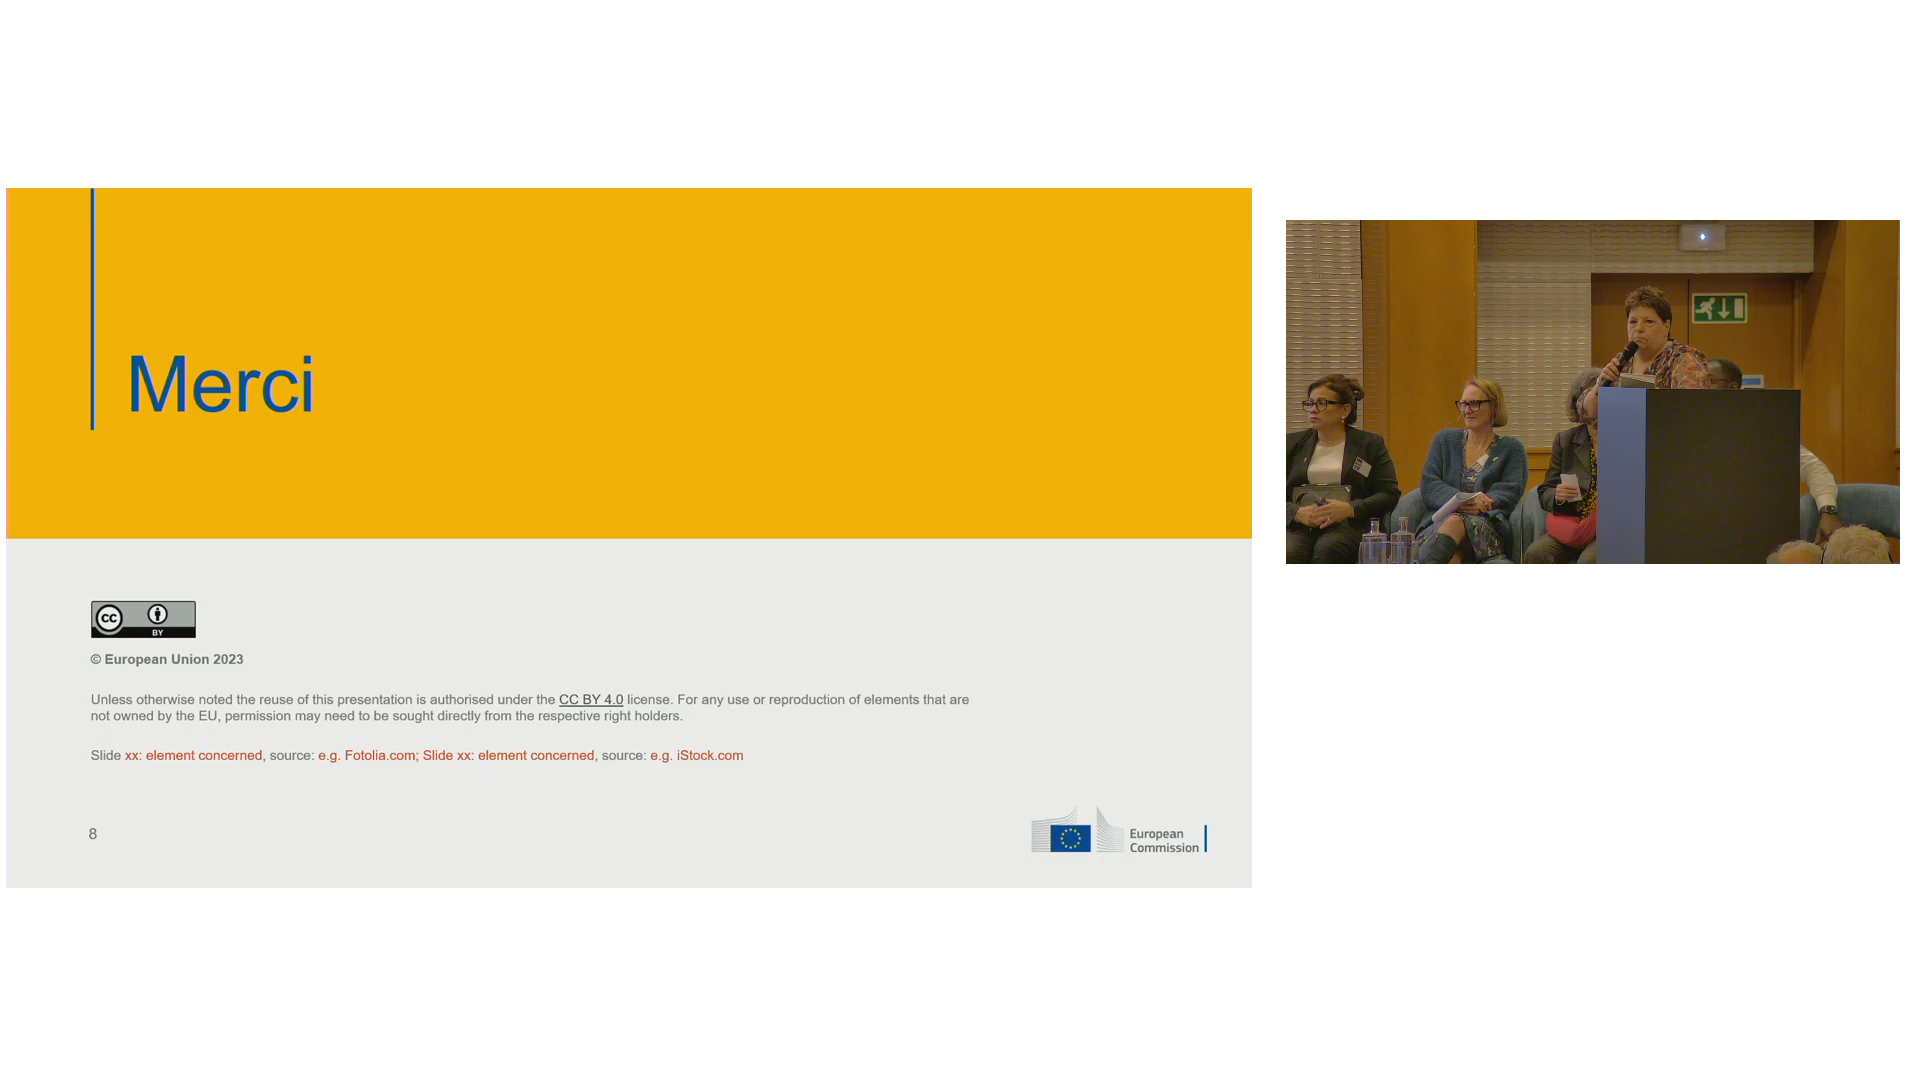 Merci
cc
BY
© European Union 2023
Unless otherwise noted the reuse of this presentation is authorised under the CC BY 4.0 license. For any use or reproduction of elements that are
not owned by the EU, permission may need to be sought directly from the respective right holders.
Slide xx: element concerned, source: e.g. Fotolia.com; Slide xx: element concerned, source: e.g. iStock.com
8
European
Commission